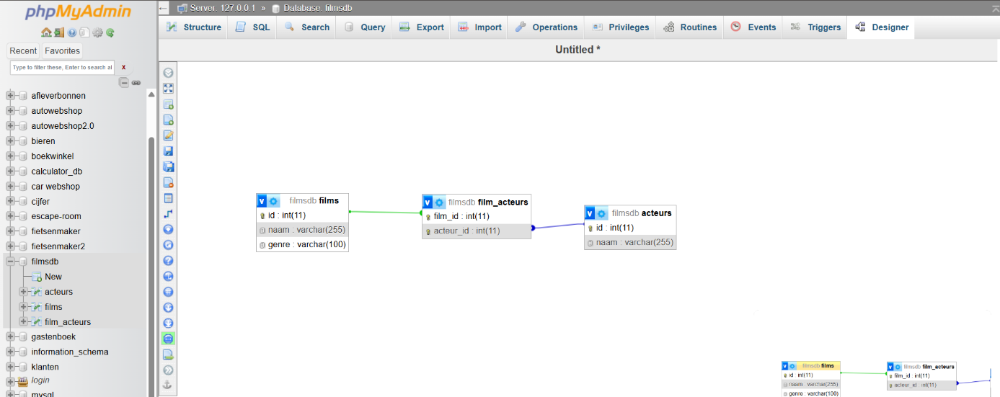 phpMyAdmin
Recent Favorites
Type to filter these, Enter to search al X
afleverbonnen
autowebshop
autowebshop2.0
bieren
boekwinkel
calculator_db
car webshop
cijfer
escape-room
fietsenmaker
fietsenmaker2
filmsdb
New
acteurs
films
film_acteurs
gastenboek
information_schema
klanten
login
mysql
Server: 127.0.0.1 » Database: filmsdb
Structure SQL Search Query Export Import Operations Privileges Routines Events Triggers Designer
Untitled *
v filmsdb films
id : int(11)
naam : varchar(255)
genre : varchar(100)
v filmsdb film_acteurs
film_id : int(11)
acteur_id : int(11)
v filmsdb acteurs
id : int(11)
naam : varchar(255)
v filmsdb films
id : int(11)
naam : varchar(255)
genre : varchar(100)
v filmsdb film_acteurs
film_id : int(11)
acteur_id : int(11)